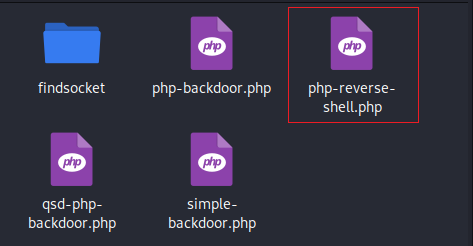 php
php
findsocket
php-backdoor.php
php-reverse-
shell.php
php
php
qsd-php-
backdoor.php
simple-
backdoor.php